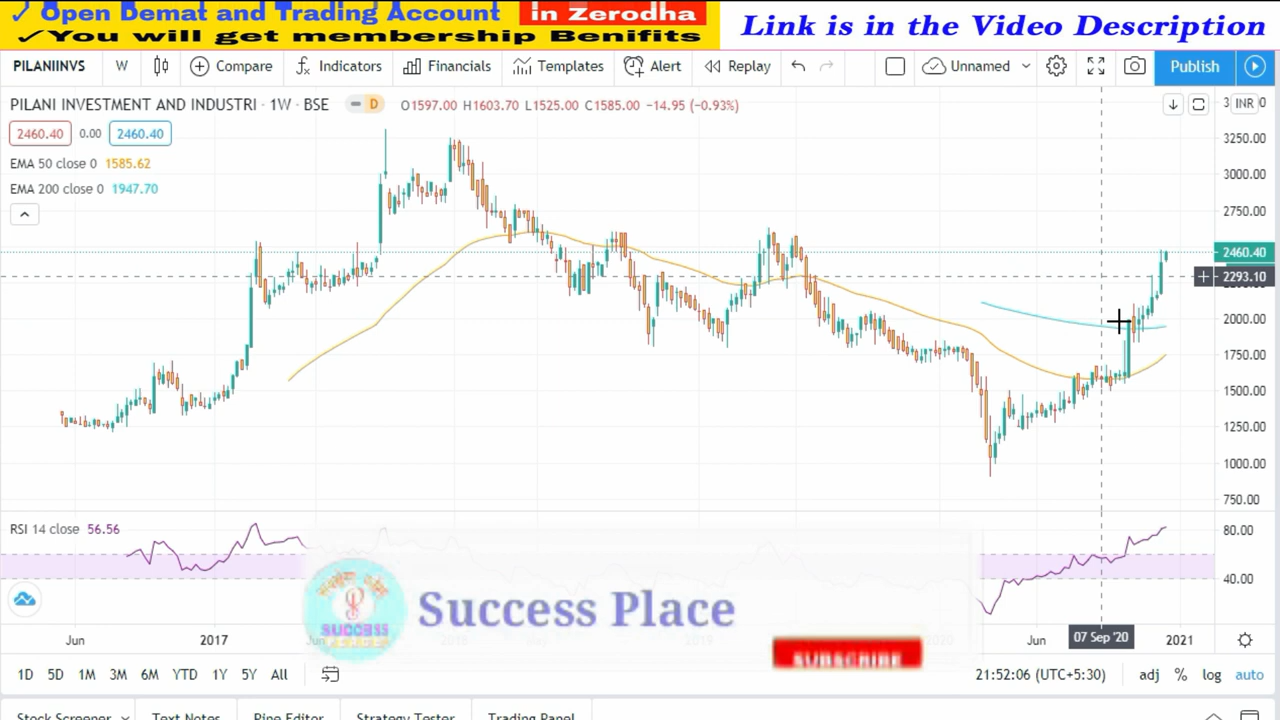 ✓ Open Demat and Trading Account in Zerodha
✓You will get membership Benifits
Link is in the Video Description
PILANIINVS W Compare Indicators Financials Templates Alert Replay Unnamed Publish
PILANI INVESTMENT AND INDUSTRI · 1W · BSE D O1597.00 H1603.70 L1525.00 C1585.00 −14.95 (−0.93%) INR
2460.40 0.00 2460.40
EMA 50 close 0 1585.62
EMA 200 close 0 1947.70
3250.00
3000.00
2750.00
2460.40
2293.10
2000.00
1750.00
1500.00
1250.00
1000.00
750.00
RSI 14 close 56.56
80.00
40.00
SUCCESS
Success Place
SUBSCRIBE
Jun 2017 2019 2020 Jun 07 Sep '20 2021
1D 5D 1M 3M 6M YTD 1Y 5Y All 21:52:06 (UTC+5:30) adj % log auto
Stock Screener Text Notes Pine Editor Strategy Tester Trading Panel